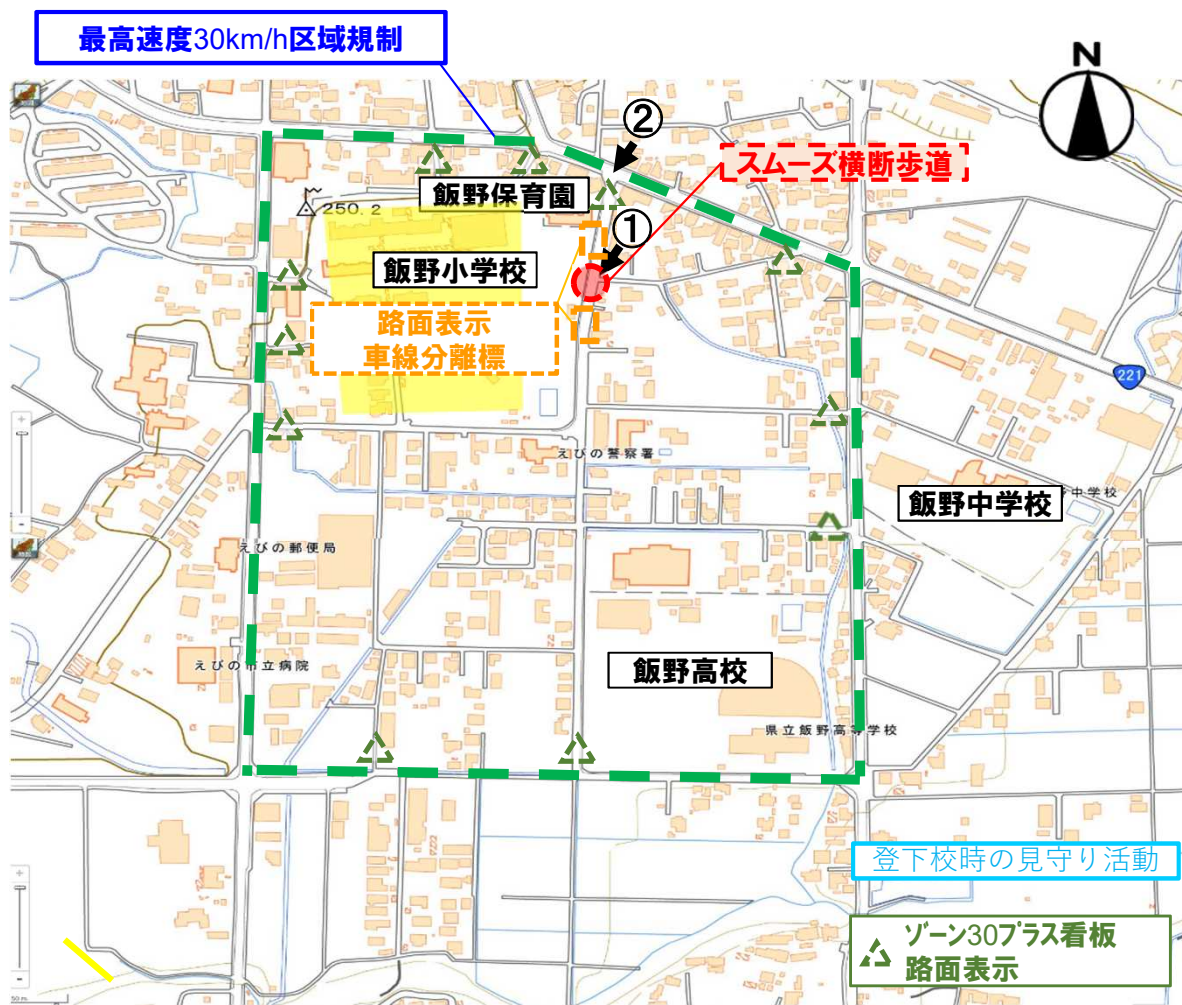 最高速度30km/h区域規制
N
②
スムーズ横断歩道
飯野保育園
250.2
①
飯野小学校
路面表示
車線分離標
221
えびの警察署
飯野中学校
中学校
えびの郵便局
えびの市立病院
飯野高校
県立飯野高等学校
登下校時の見守り活動
ゾーン30プラス看板
路面表示
50 m